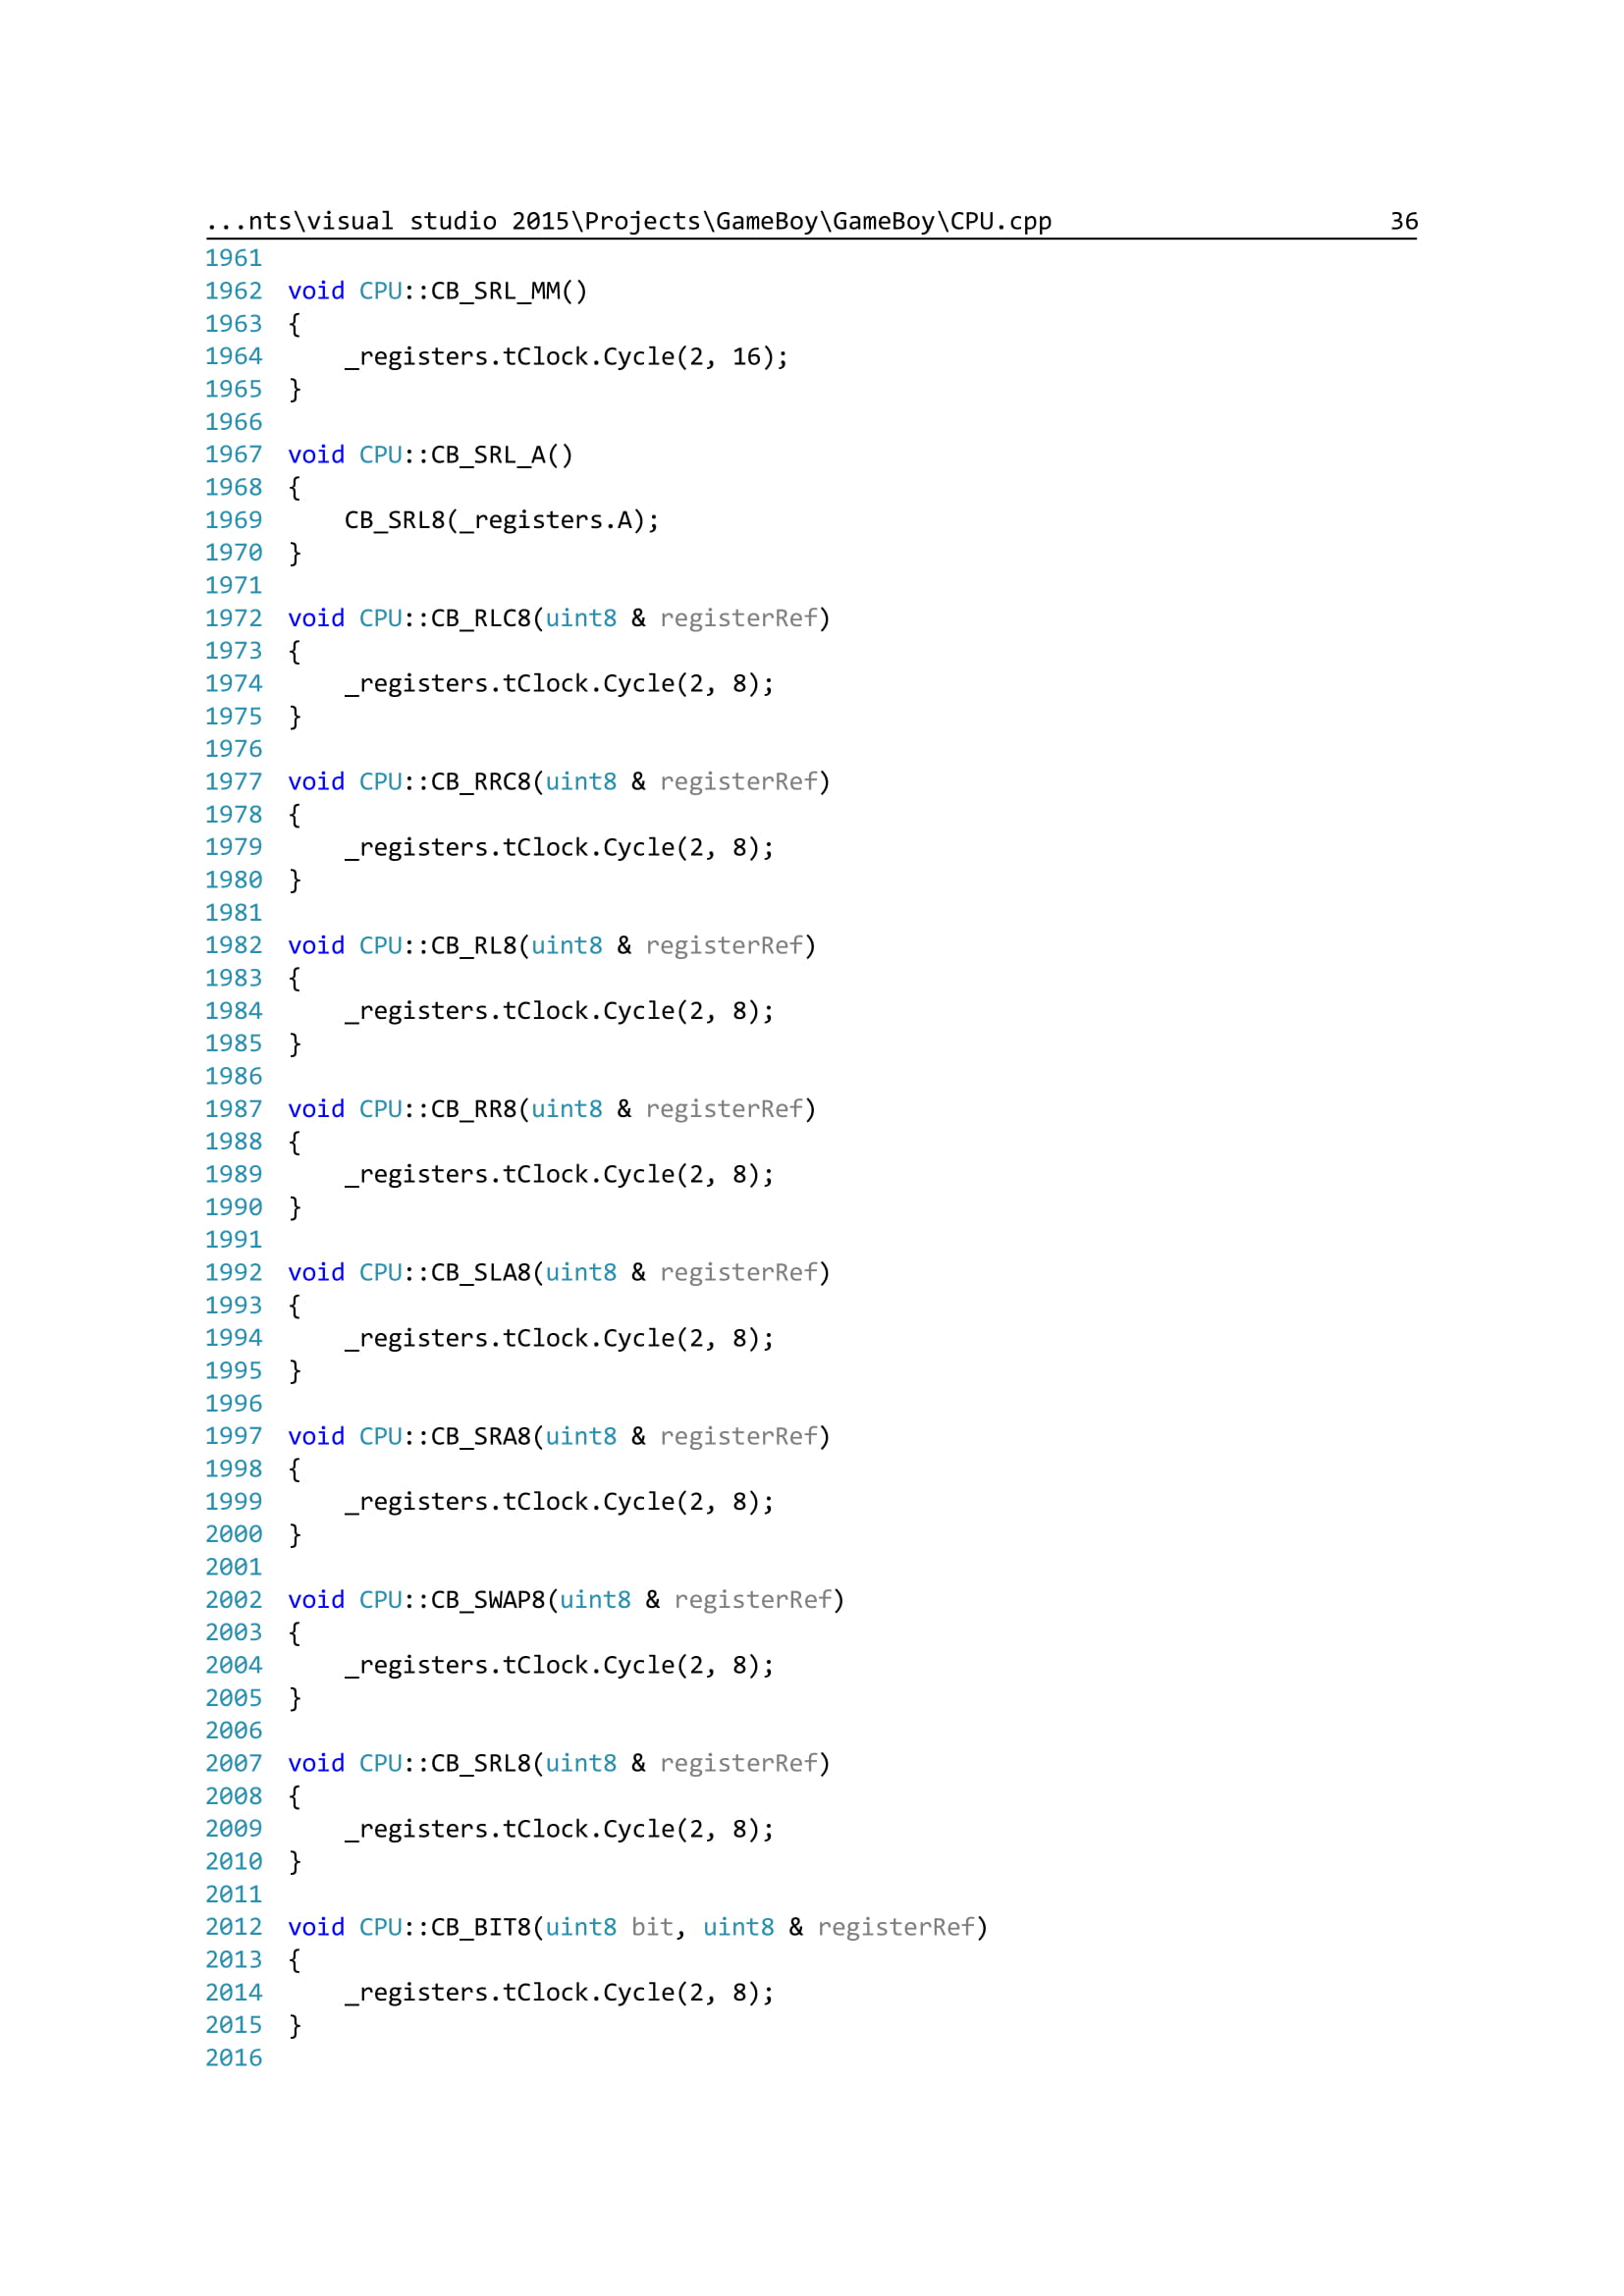 ...nts\visual studio 2015\Projects\GameBoy\GameBoy\CPU.cpp 36
1961
1962 void CPU::CB_SRL_MM()
1963 {
1964     _registers.tClock.Cycle(2, 16);
1965 }
1966
1967 void CPU::CB_SRL_A()
1968 {
1969     CB_SRL8(_registers.A);
1970 }
1971
1972 void CPU::CB_RLC8(uint8 & registerRef)
1973 {
1974     _registers.tClock.Cycle(2, 8);
1975 }
1976
1977 void CPU::CB_RRC8(uint8 & registerRef)
1978 {
1979     _registers.tClock.Cycle(2, 8);
1980 }
1981
1982 void CPU::CB_RL8(uint8 & registerRef)
1983 {
1984     _registers.tClock.Cycle(2, 8);
1985 }
1986
1987 void CPU::CB_RR8(uint8 & registerRef)
1988 {
1989     _registers.tClock.Cycle(2, 8);
1990 }
1991
1992 void CPU::CB_SLA8(uint8 & registerRef)
1993 {
1994     _registers.tClock.Cycle(2, 8);
1995 }
1996
1997 void CPU::CB_SRA8(uint8 & registerRef)
1998 {
1999     _registers.tClock.Cycle(2, 8);
2000 }
2001
2002 void CPU::CB_SWAP8(uint8 & registerRef)
2003 {
2004     _registers.tClock.Cycle(2, 8);
2005 }
2006
2007 void CPU::CB_SRL8(uint8 & registerRef)
2008 {
2009     _registers.tClock.Cycle(2, 8);
2010 }
2011
2012 void CPU::CB_BIT8(uint8 bit, uint8 & registerRef)
2013 {
2014     _registers.tClock.Cycle(2, 8);
2015 }
2016